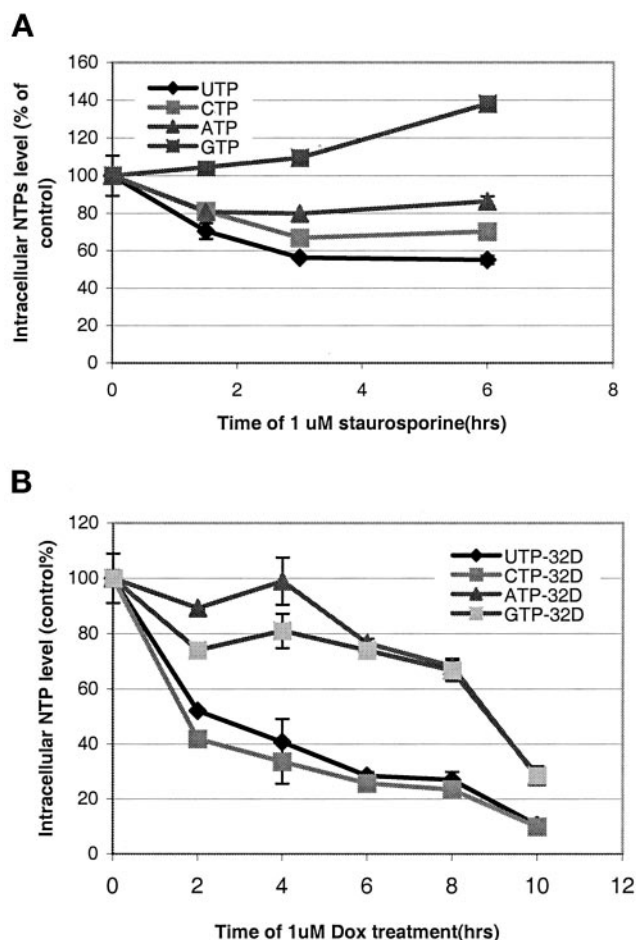 A
Intracellular NTPs level (% of
control)
160
140
120
100
80
60
40
20
0
UTP
CTP
ATP
GTP
0 2 4 6 8
Time of 1 uM staurosporine(hrs)
B
Intracellular NTP level (control%)
120
100
80
60
40
20
0
UTP-32D
CTP-32D
ATP-32D
GTP-32D
0 2 4 6 8 10 12
Time of 1uM Dox treatment(hrs)